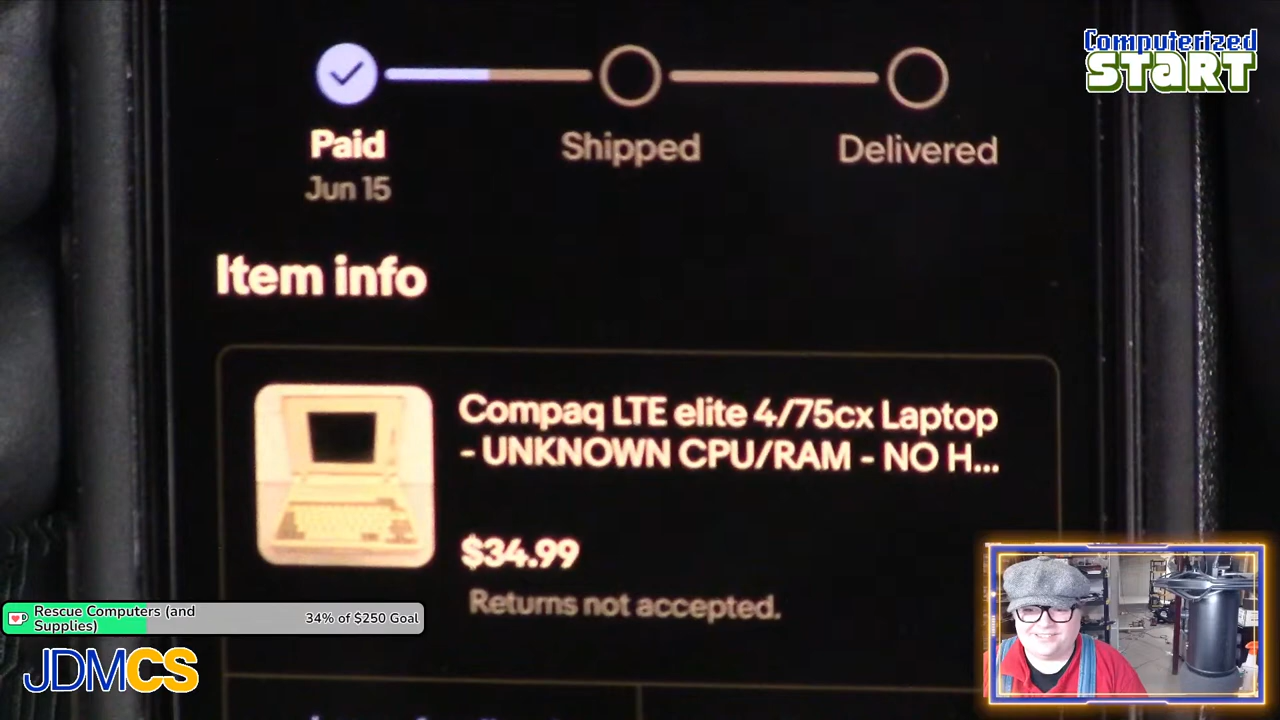 Computerized
START
Paid
Shipped
Delivered
Jun 15
Item info
Compaq LTE elite 4/75cx Laptop
- UNKNOWN CPU/RAM - NO H...
$34.99
Returns not accepted.
Rescue Computers (and
Supplies)
34% of $250 Goal
JDMCS